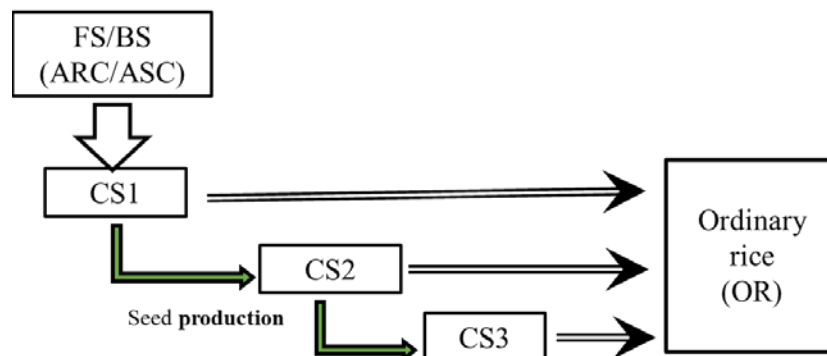 FS/BS
(ARC/ASC)
CS1
Ordinary
rice
(OR)
CS2
Seed production
CS3